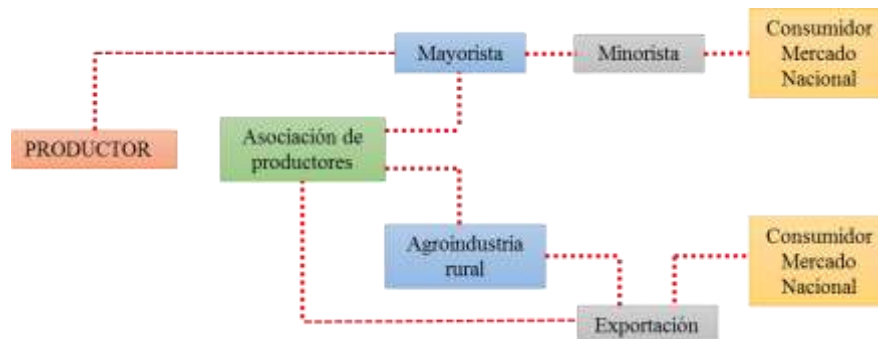 Consumidor
Mercado
Nacional
Mayorista
Minorista
PRODUCTOR
Asociación de
productores
Agroindustria
rural
Consumidor
Mercado
Nacional
Exportación